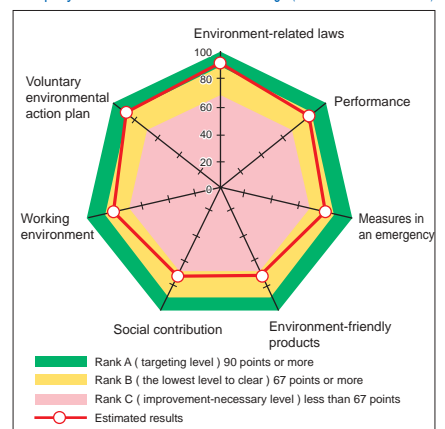 Environment-related laws
100
80
60
40
20
0
Voluntary
environmental
action plan
Performance
Working
environment
Measures in
an emergency
Social contribution
Environment-friendly
products
Rank A ( targeting level ) 90 points or more
Rank B ( the lowest level to clear ) 67 points or more
Rank C ( improvement-necessary level ) less than 67 points
Estimated results